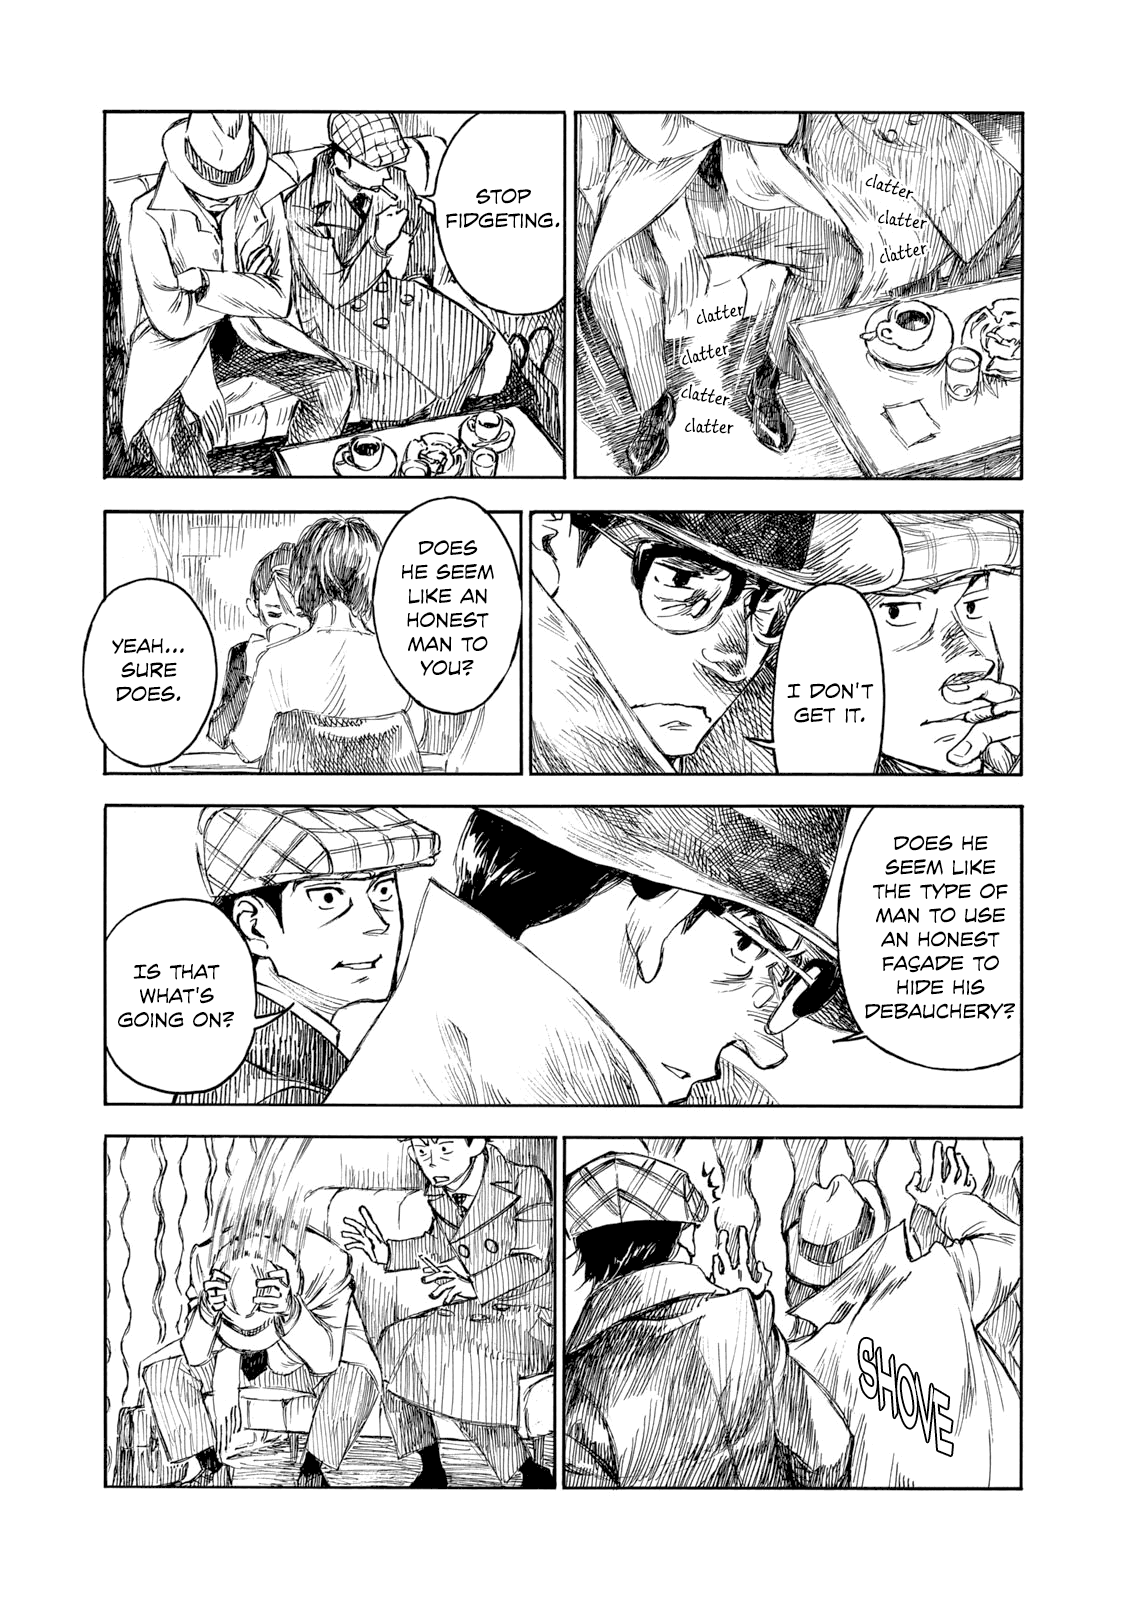 clatter
clatter
clatter
clatter
clatter
clatter
clatter
STOP
FIDGETING.
I DON'T
GET IT.
DOES
HE SEEM
LIKE AN
HONEST
MAN TO
YOU?
YEAH...
SURE
DOES.
DOES HE
SEEM LIKE
THE TYPE OF
MAN TO USE
AN HONEST
FAÇADE TO
HIDE HIS
DEBAUCHERY?
IS THAT
WHAT'S
GOING ON?
SHOVE